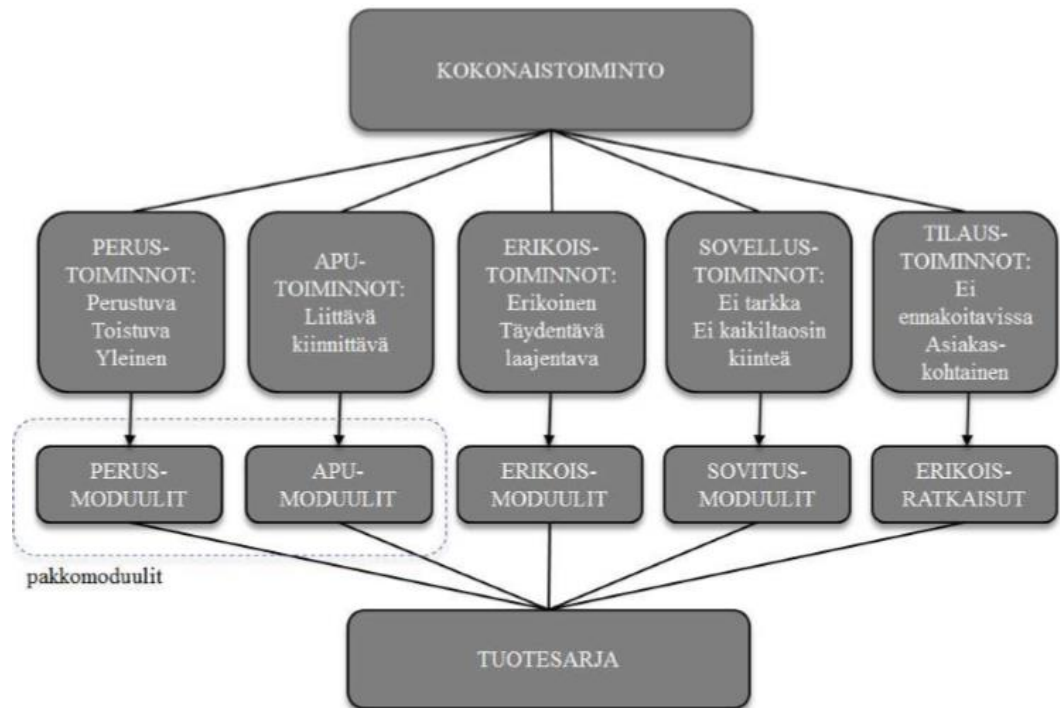 KOKONAISTOIMINTO
PERUS-
TOIMINNOT:
Perustuva
Toistuva
Yleinen
APU-
TOIMINNOT:
Liittävä
kiinnittävä
ERIKOIS-
TOIMINNOT:
Erikoinen
Täydentävä
laajentava
SOVELLUS-
TOIMINNOT:
Ei tarkka
Ei kaikiltaosin
kiinteä
TILAUS-
TOIMINNOT:
Ei
ennakoitavissa
Asiakas-
kohtainen
PERUS-
MODUULIT
APU-
MODUULIT
ERIKOIS-
MODUULIT
SOVITUS-
MODUULIT
ERIKOIS-
RATKAISUT
pakkomoduulit
TUOTESARJA